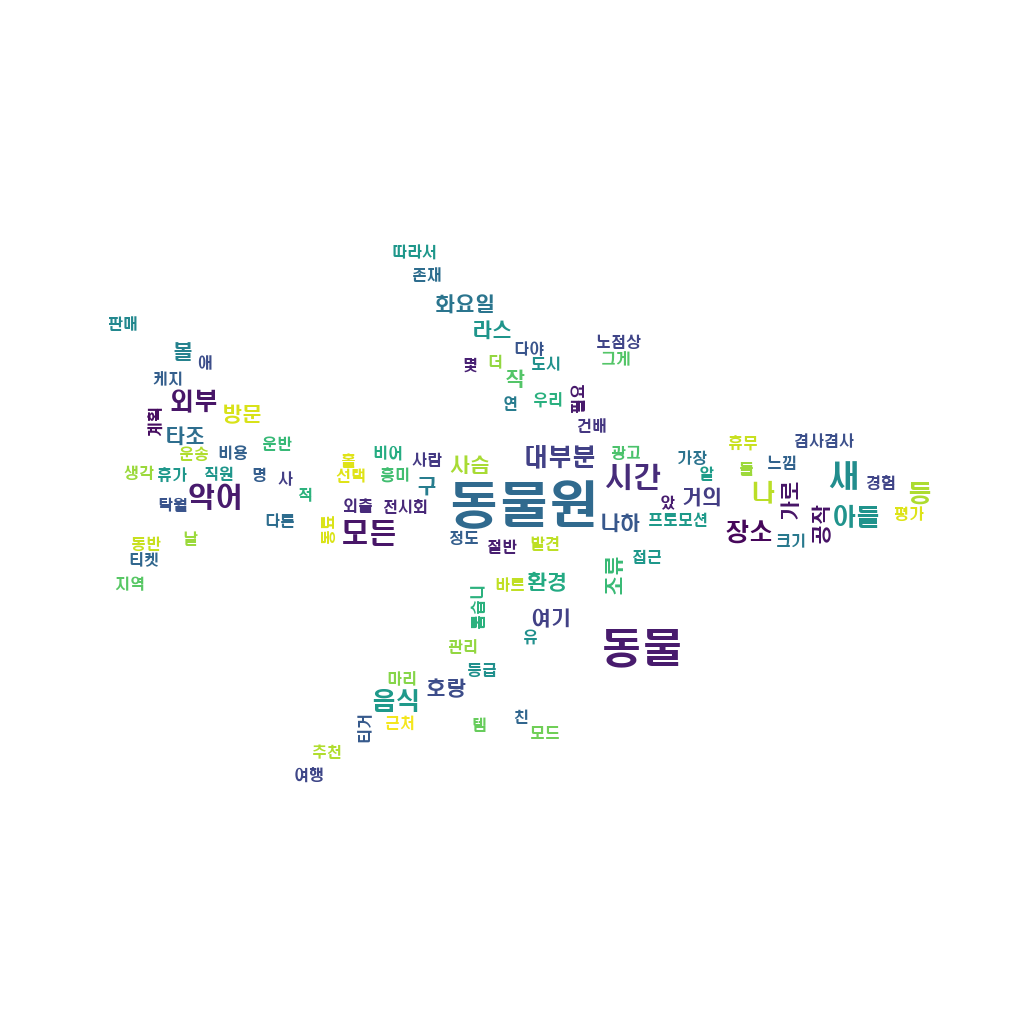 따라서
존재
화요일
판매
라스
노점상
볼
다야
그게
애
몇
더
도시
케지
작
외부
필요
연
우리
방문
계획
건배
타조
운반
휴무
겸사겸사
비용
비어
대부분
광고
운송
사람
가장
홀
사슴
느낌
들
생각
휴가
직원
명
사
선택
흥미
시간
알
새
경험
구
악어
적
거의
나
등
가로
탁월
외출
전시회
동물원
았
아들
평가
다른
나하
프토모션
공작
동료
모든
장소
날
정도
크기
동반
절반
발견
티켓
접근
소류
지역
바트
환경
뿜습니
여기
유
관리
동물
등급
마리
호랑
음식
친
티거
근처
템
모드
추천
여행